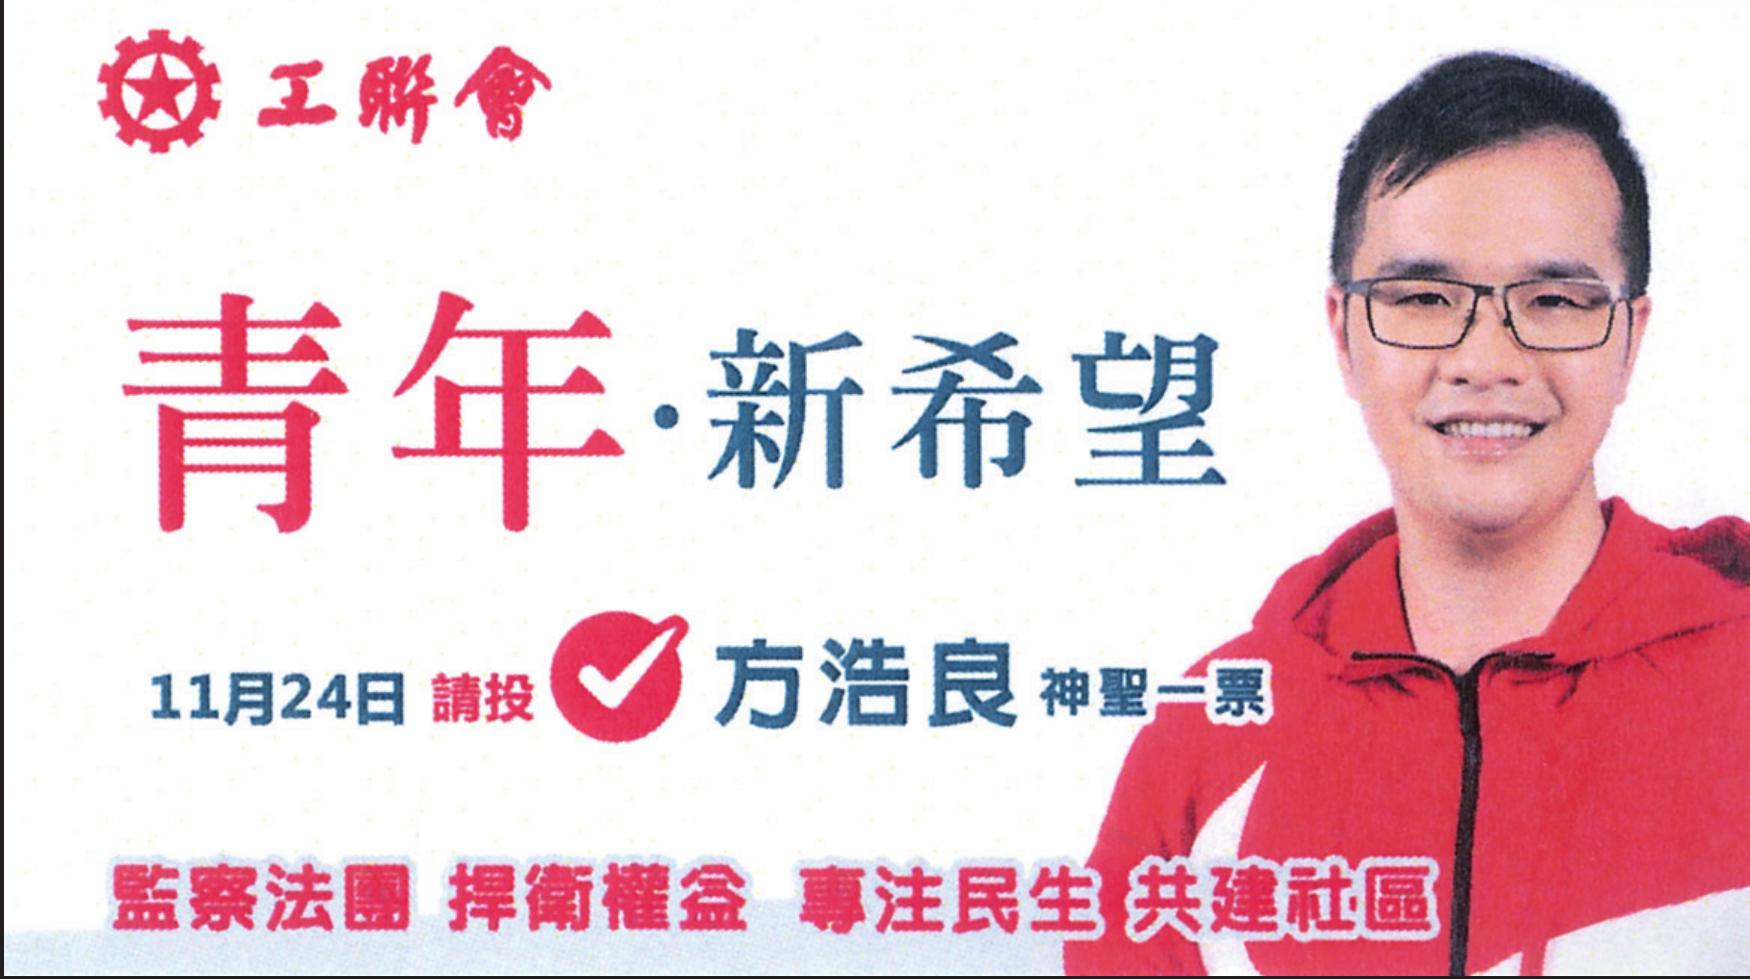 工聯會
青年·新希望
11月24日 請投 方浩良 神聖一票
監察法團 捍衛權益 專注民生 共建社區